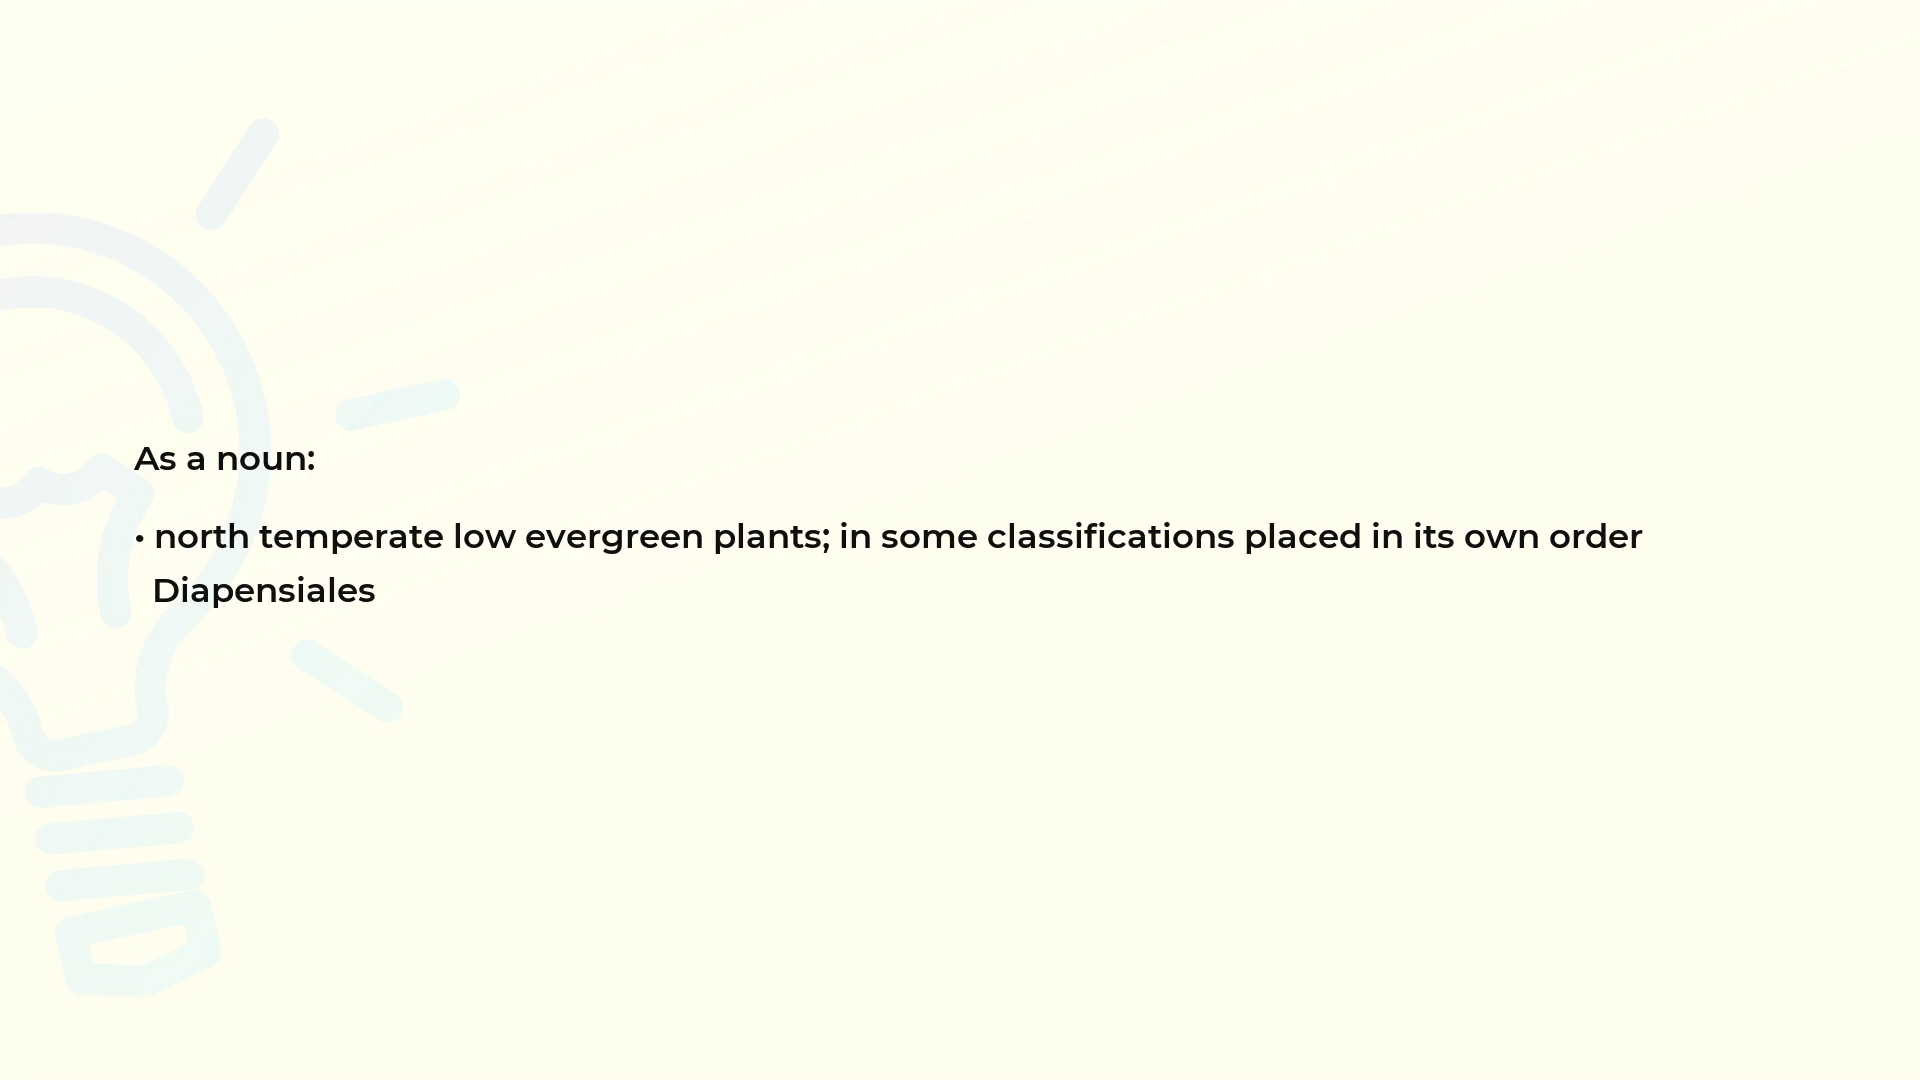 As a noun:
• north temperate low evergreen plants; in some classifications placed in its own order
Diapensiales